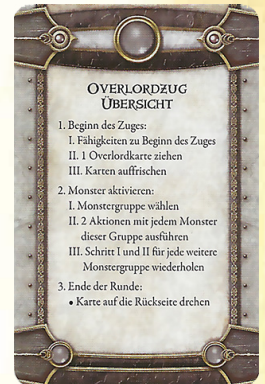 OVERLORDZUG
ÜBERSICHT
1. Beginn des Zuges:
I. Fähigkeiten zu Beginn des Zuges
II. 1 Overlordkarte ziehen
III. Karten auffrischen
2. Monster aktivieren:
I. Monstergruppe wählen
II. 2 Aktionen mit jedem Monster
dieser Gruppe ausführen
III. Schritt I und II für jede weitere
Monstergruppe wiederholen
3. Ende der Runde:
• Karte auf die Rückseite drehen